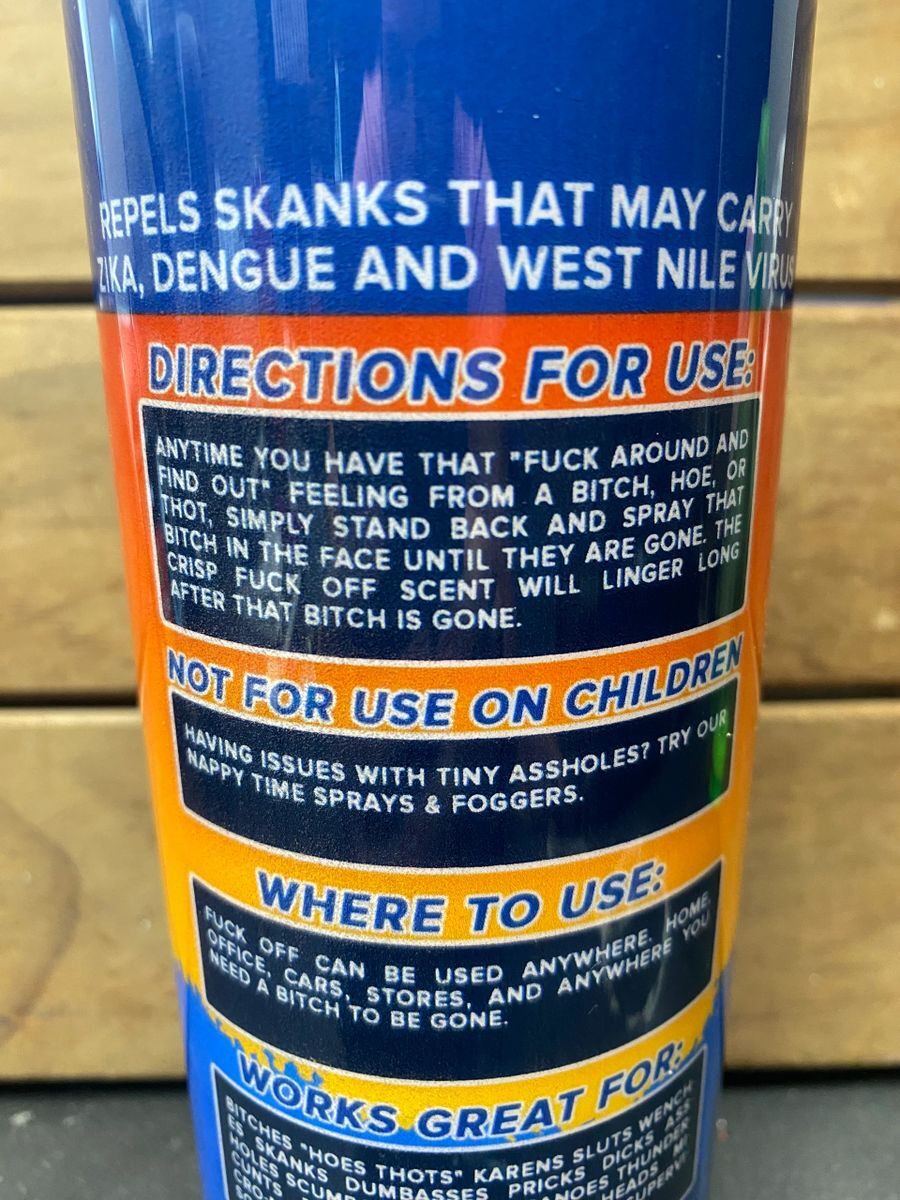 REPELS SKANKS THAT MAY CARRY
ZIKA, DENGUE AND WEST NILE VIRUS
DIRECTIONS FOR USE:
ANYTIME YOU HAVE THAT "FUCK AROUND AND
FIND OUT" FEELING FROM A BITCH, HOE, OR
THOT, SIMPLY STAND BACK AND SPRAY THAT
BITCH IN THE FACE UNTIL THEY ARE GONE. THE
CRISP FUCK OFF SCENT WILL LINGER LONG
AFTER THAT BITCH IS GONE.
NOT FOR USE ON CHILDREN
HAVING ISSUES WITH TINY ASSHOLES? TRY OUR
NAPPY TIME SPRAYS & FOGGERS.
WHERE TO USE:
FUCK OFF CAN BE USED ANYWHERE. HOME,
OFFICE, CARS, STORES, AND ANYWHERE YOU
NEED A BITCH TO BE GONE.
WORKS GREAT FOR:
BITCHES "HOES THOTS" KARENS SLUTS WENCH
ES SKANKS DUMBASSES PRICKS DICKS ASS
HOLES THUNDER
CUNTS HEADS